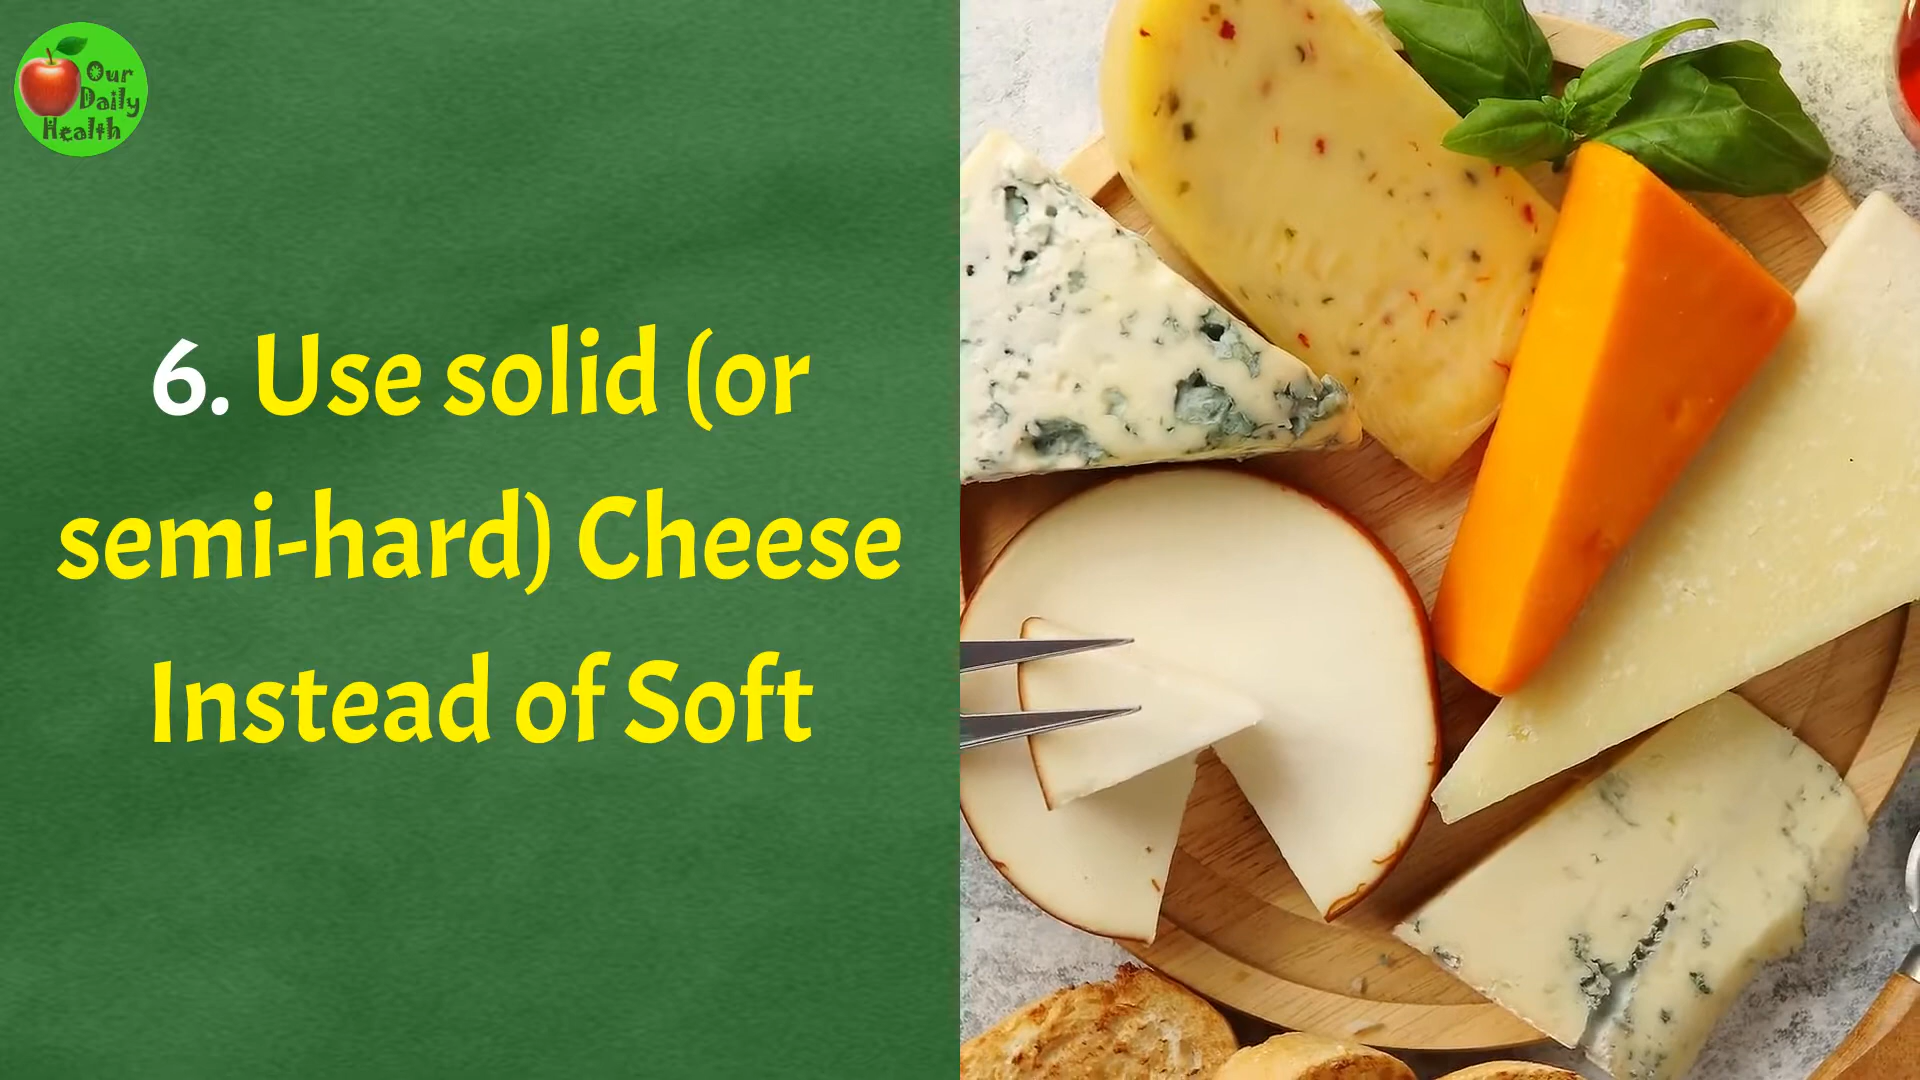 Our
Daily
Health
6. Use solid (or
semi-hard) Cheese
Instead of Soft